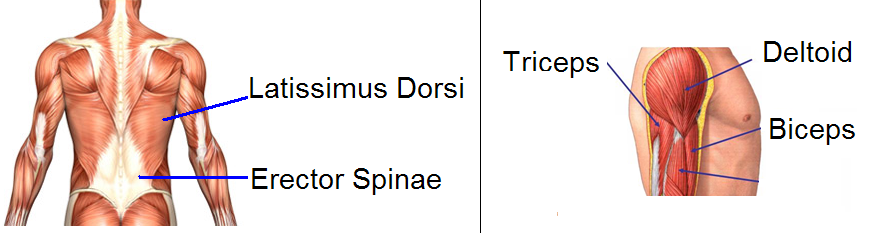 Latissimus Dorsi
Erector Spinae
Triceps
Deltoid
Biceps